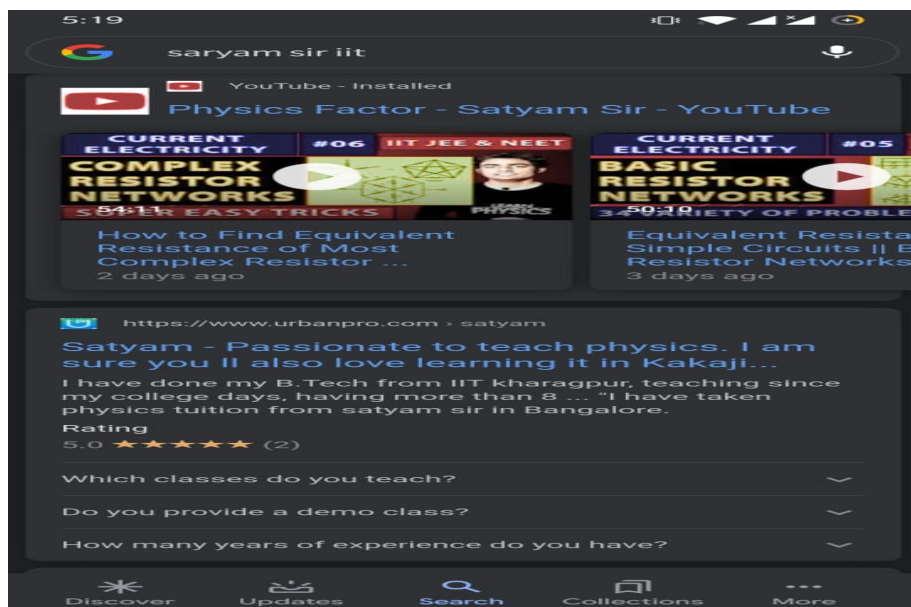 5:19
saryam sir iit
YouTube - Installed
Physics Factor - Satyam Sir - YouTube
CURRENT ELECTRICITY #06 IIT JEE & NEET
COMPLEX RESISTOR NETWORKS
54:11
SUPER EASY TRICKS
LEARN PHYSICS
How to Find Equivalent
Resistance of Most
Complex Resistor ...
2 days ago
CURRENT ELECTRICITY #05
BASIC RESISTOR NETWORKS
50:10
OF PROBLE
Equivalent Resista
Simple Circuits || B
Resistor Networks
3 days ago
https://www.urbanpro.com › satyam
Satyam - Passionate to teach physics. I am
sure you ll also love learning it in Kakaji...
I have done my B.Tech from IIT kharagpur, teaching since
my college days, having more than 8 ... "I have taken
physics tuition from satyam sir in Bangalore.
Rating
5.0 ★★★★★ (2)
Which classes do you teach?
Do you provide a demo class?
How many years of experience do you have?
Discover Updates Search Collections More